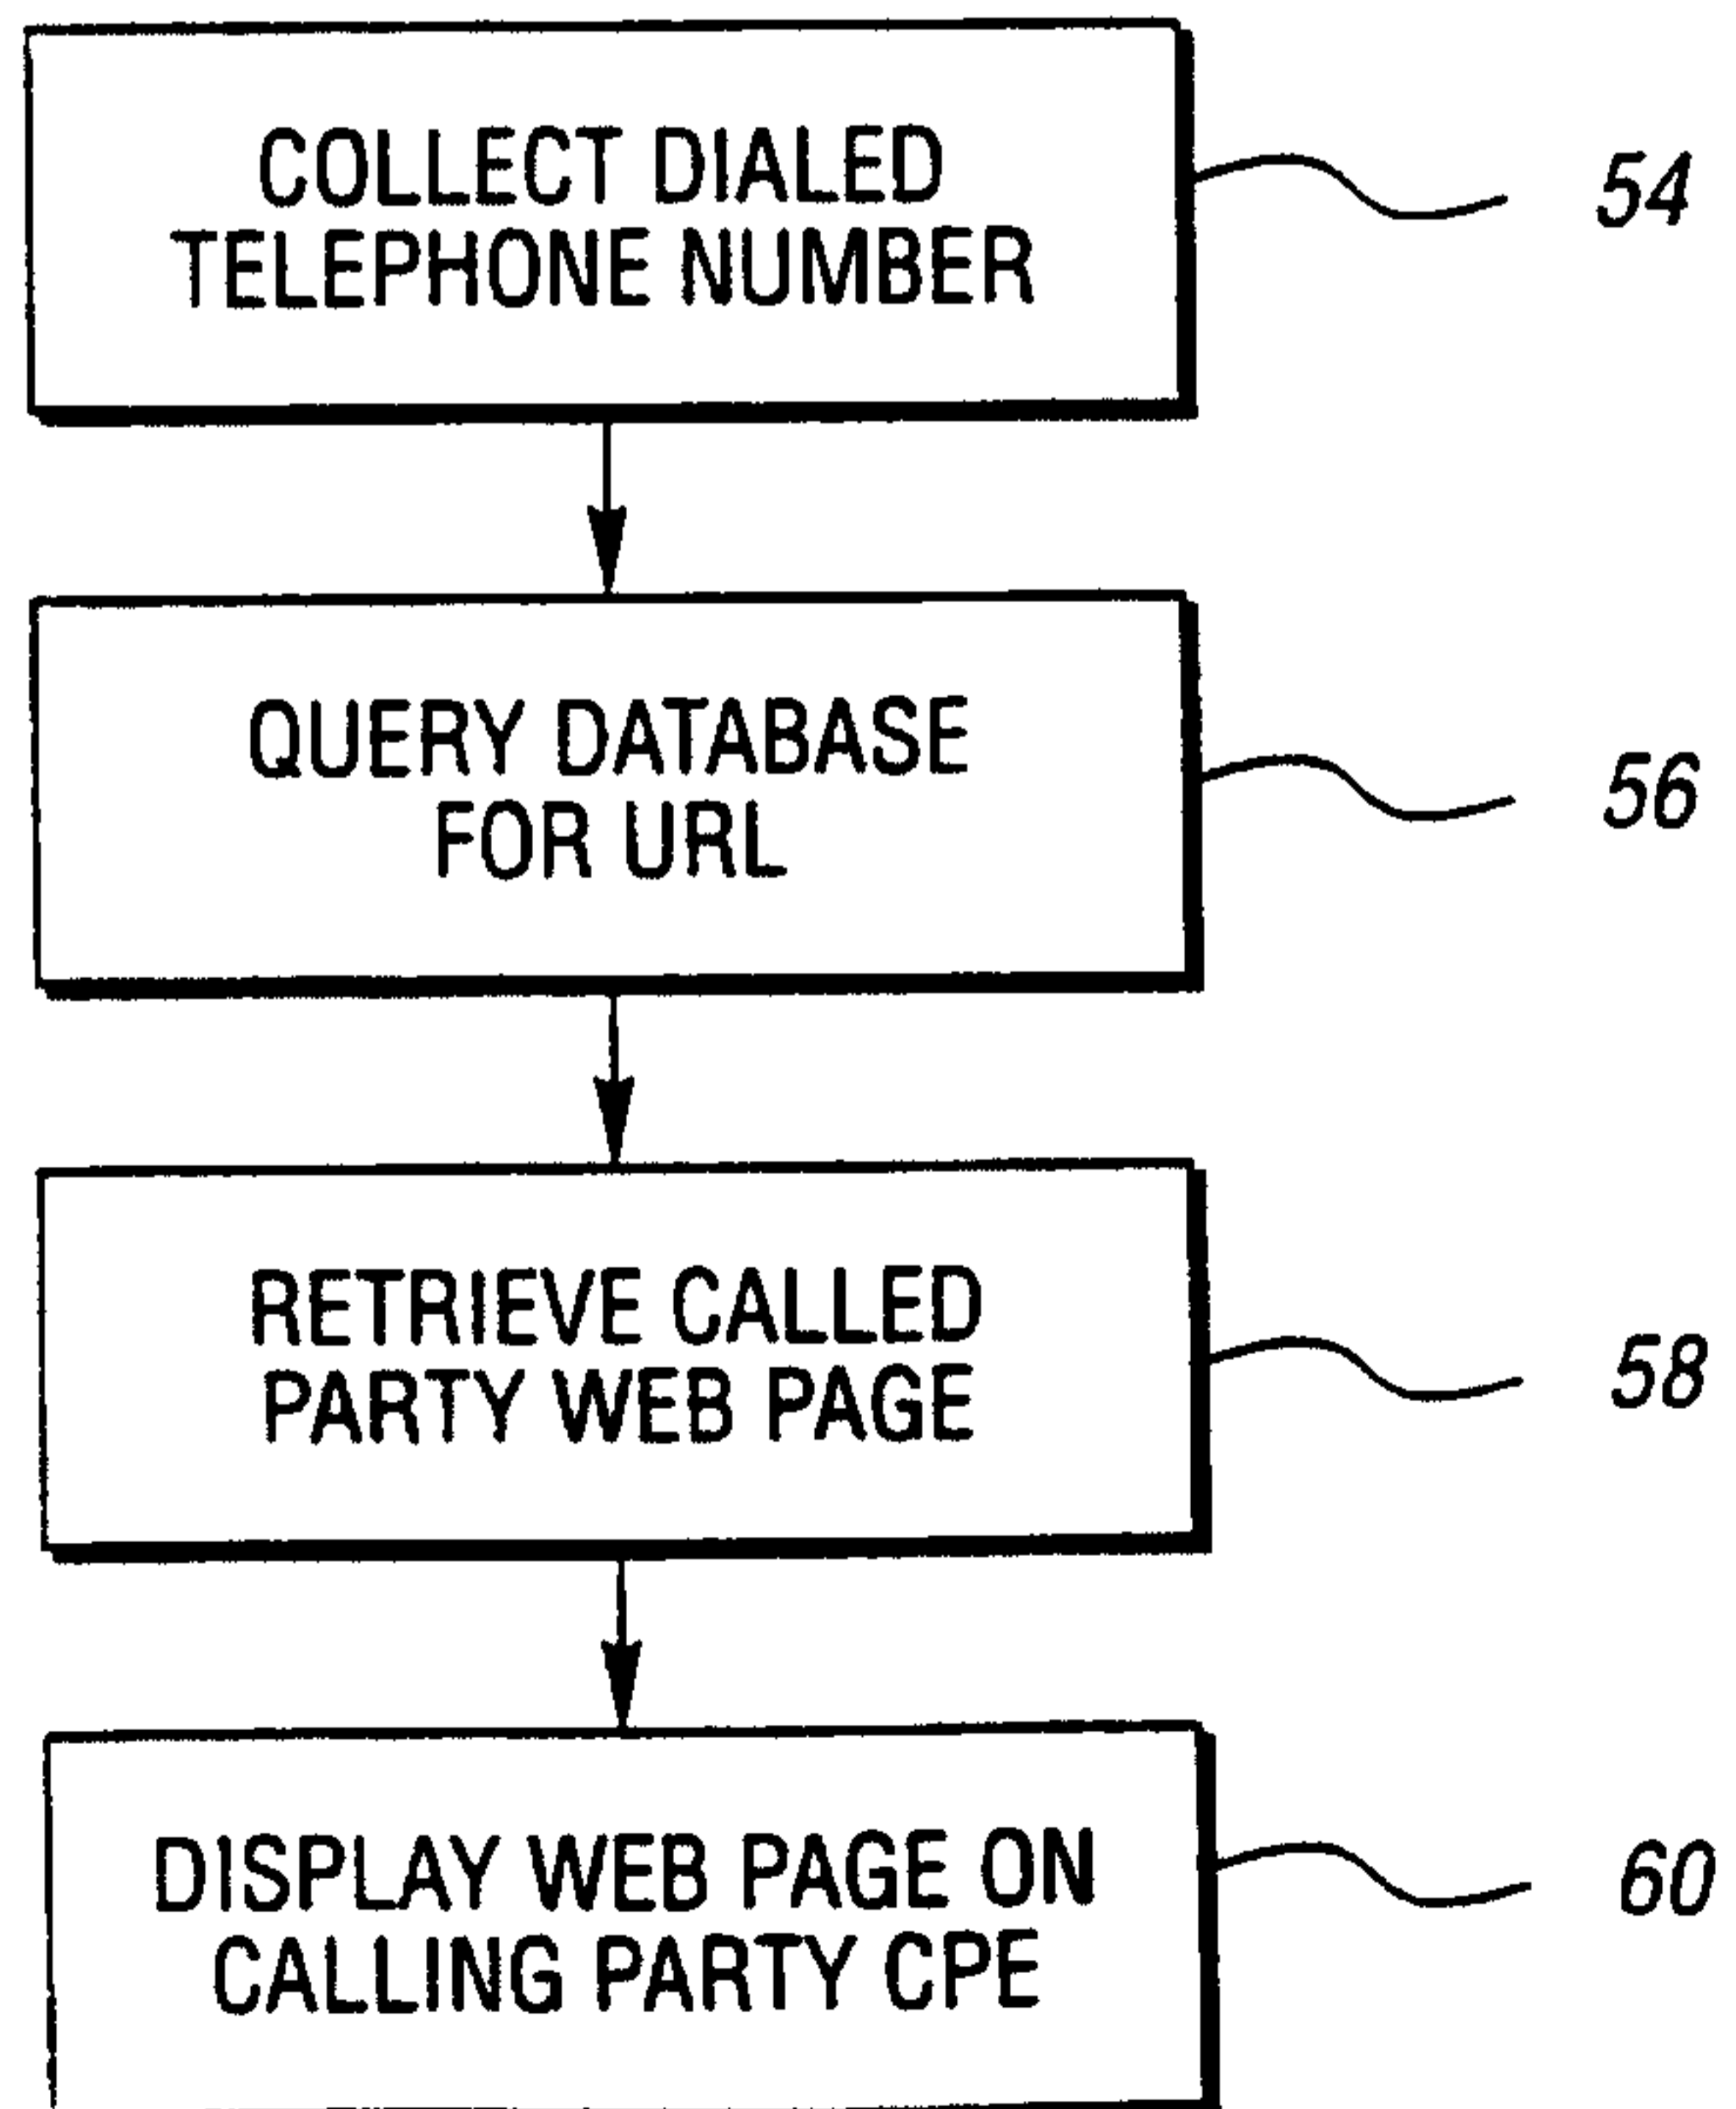 COLLECT DIALED
TELEPHONE NUMBER
54
QUERY DATABASE
FOR URL
56
RETRIEVE CALLED
PARTY WEB PAGE
58
DISPLAY WEB PAGE ON
CALLING PARTY CPE
60